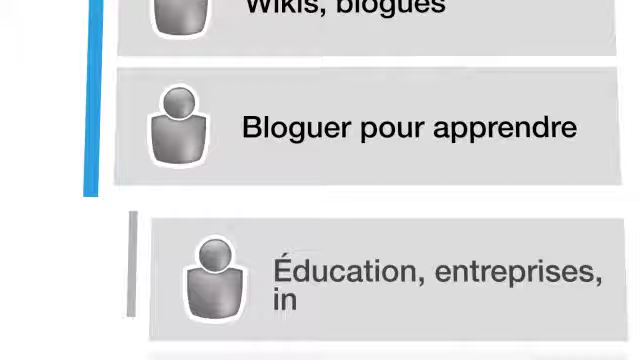 Wikis, blogues
Bloguer pour apprendre
Éducation, entreprises,
in